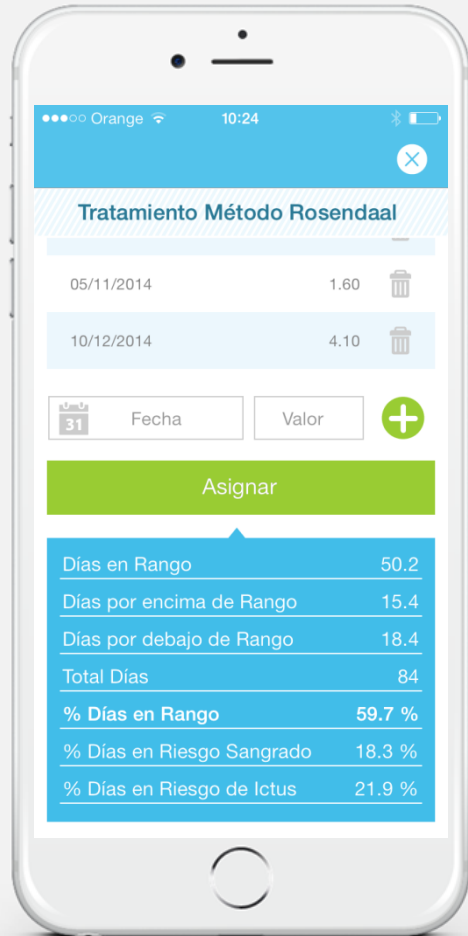 Orange 10:24
Tratamiento Método Rosendaal
05/11/2014 1.60
10/12/2014 4.10
31 Fecha Valor
Asignar
Días en Rango 50.2
Días por encima de Rango 15.4
Días por debajo de Rango 18.4
Total Días 84
% Días en Rango 59.7 %
% Días en Riesgo Sangrado 18.3 %
% Días en Riesgo de Ictus 21.9 %